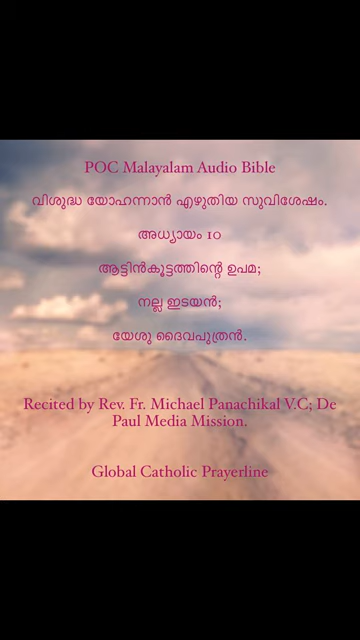 POC Malayalam Audio Bible
വിശുദ്ധ യോഹന്നാൻ എഴുതിയ സുവിശേഷം.
അധ്യായം 10
ആട്ടിൻകൂട്ടത്തിന്റെ ഉപമ;
നല്ല ഇടയൻ;
യേശു ദൈവപുത്രൻ.
Recited by Rev. Fr. Michael Panachikal V.C; De
Paul Media Mission.
Global Catholic Prayerline